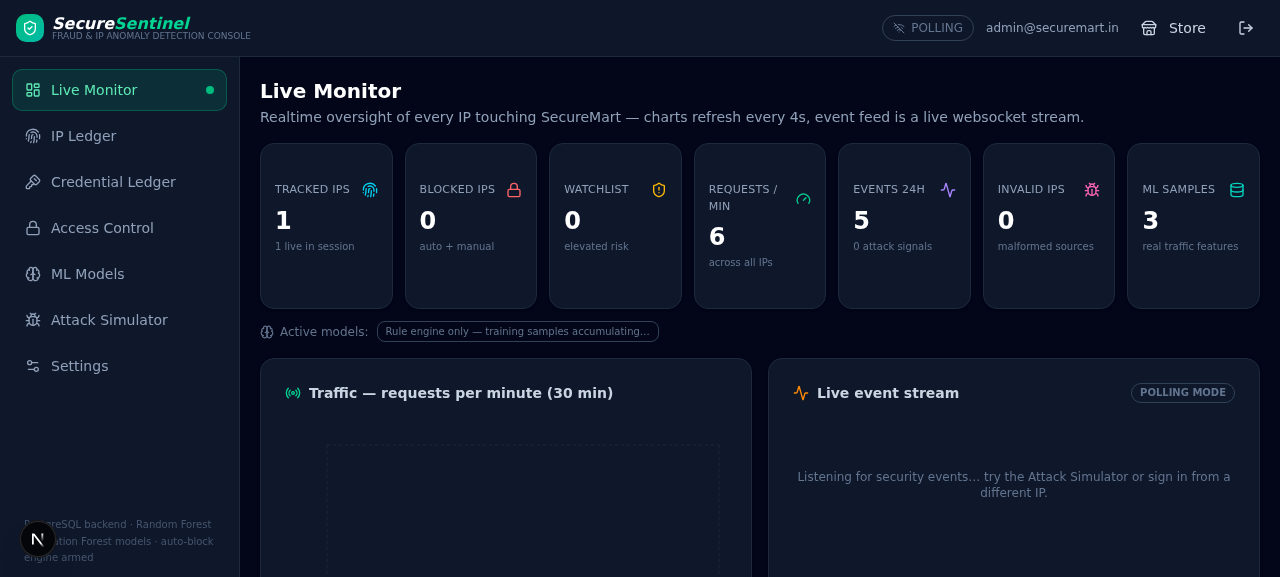 SecureSentinel
FRAUD & IP ANOMALY DETECTION CONSOLE
POLLING
admin@securemart.in
Store
Live Monitor
IP Ledger
Credential Ledger
Access Control
ML Models
Attack Simulator
Settings
Live Monitor
Realtime oversight of every IP touching SecureMart — charts refresh every 4s, event feed is a live websocket stream.
TRACKED IPS
1
1 live in session
BLOCKED IPS
0
auto + manual
WATCHLIST
0
elevated risk
REQUESTS /
MIN
6
across all IPs
EVENTS 24H
5
0 attack signals
INVALID IPS
0
malformed sources
ML SAMPLES
3
real traffic features
Active models:
Rule engine only — training samples accumulating…
Traffic — requests per minute (30 min)
Live event stream
POLLING MODE
Listening for security events… try the Attack Simulator or sign in from a
different IP.
backend · Random Forest
Forest models · auto-block
engine armed
N